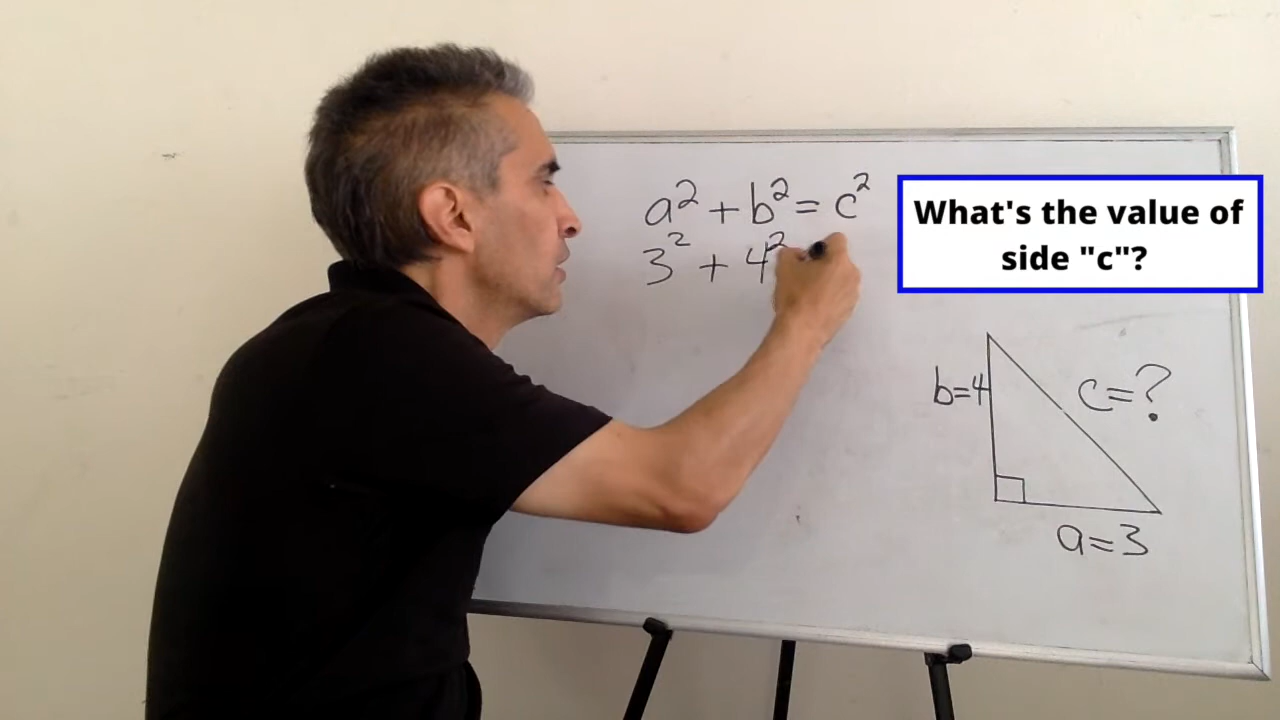 a² + b² = c²
3² + 4²
What's the value of
side "c"?
b=4
c=?
a=3